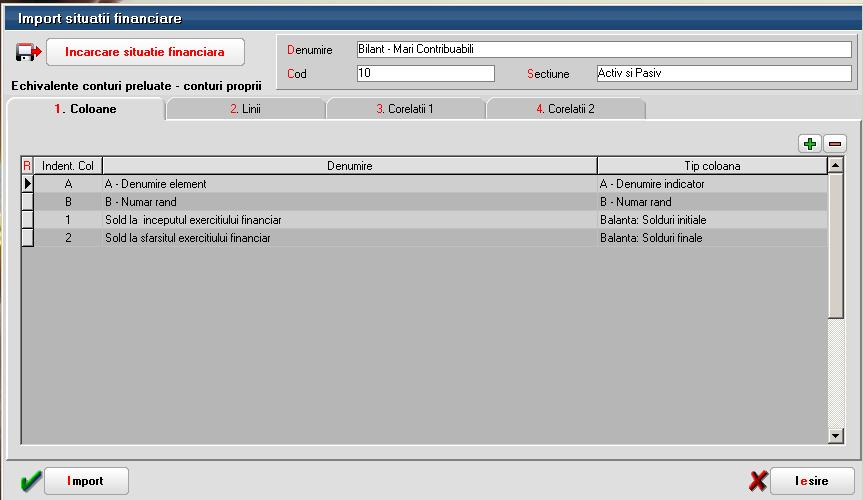 Import situatii financiare
Incarcare situatie financiara
Denumire Bilant - Mari Contribuabili
Cod 10 Sectiune Activ si Pasiv
Echivalente conturi preluate - conturi proprii
1. Coloane 2. Linii 3. Corelatii 1 4. Corelatii 2
R Indent. Col Denumire Tip coloana
A A - Denumire element A - Denumire indicator
B B - Numar rand B - Numar rand
1 Sold la inceputul exercitiului financiar Balanta: Solduri initiale
2 Sold la sfarsitul exercitiului financiar Balanta: Solduri finale
Import Iesire